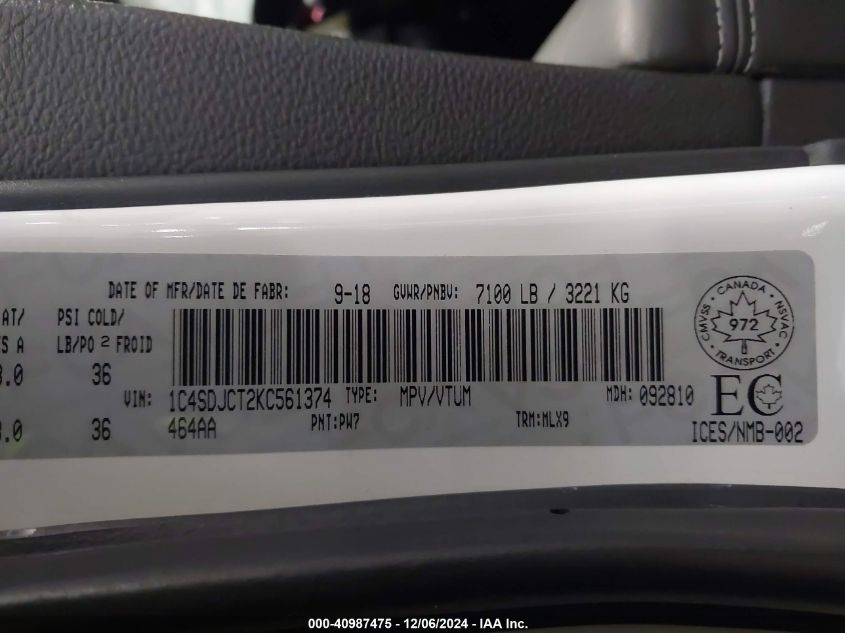 DATE OF MFR/DATE DE FABR: 9-18 GVWR/PNBV: 7100 LB / 3221 KG
AT/ PSI COLD/
S A LB/PO 2 FROID
3.0 36
VIN: 1C4SDJCT2KC561374 TYPE: MPV/VTUM MDH: 092810
3.0 36 464AA PNT:PW7 TRM:MLX9
CANADA
CMVSS 972 NSVAC
TRANSPORT
EC
ICES/NMB-002
000-40987475 - 12/06/2024 - IAA Inc.